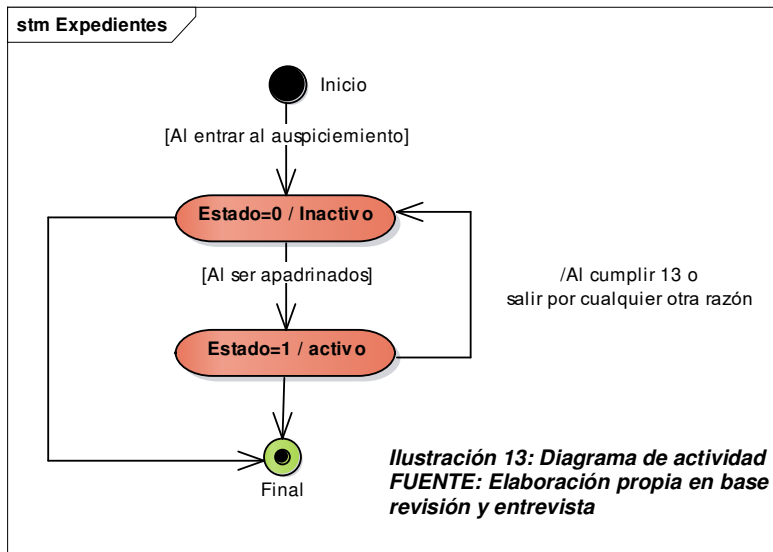 stm Expedientes
Inicio
[Al entrar al auspiciemiento]
Estado=0 / Inactivo
[Al ser apadrinados]
/Al cumplir 13 o
salir por cualquier otra razón
Estado=1 / activo
Final
Ilustración 13: Diagrama de actividad
FUENTE: Elaboración propia en base
revisión y entrevista